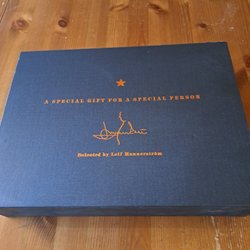 A SPECIAL GIFT FOR A SPECIAL PERSON
Selected by Leif Mannerström